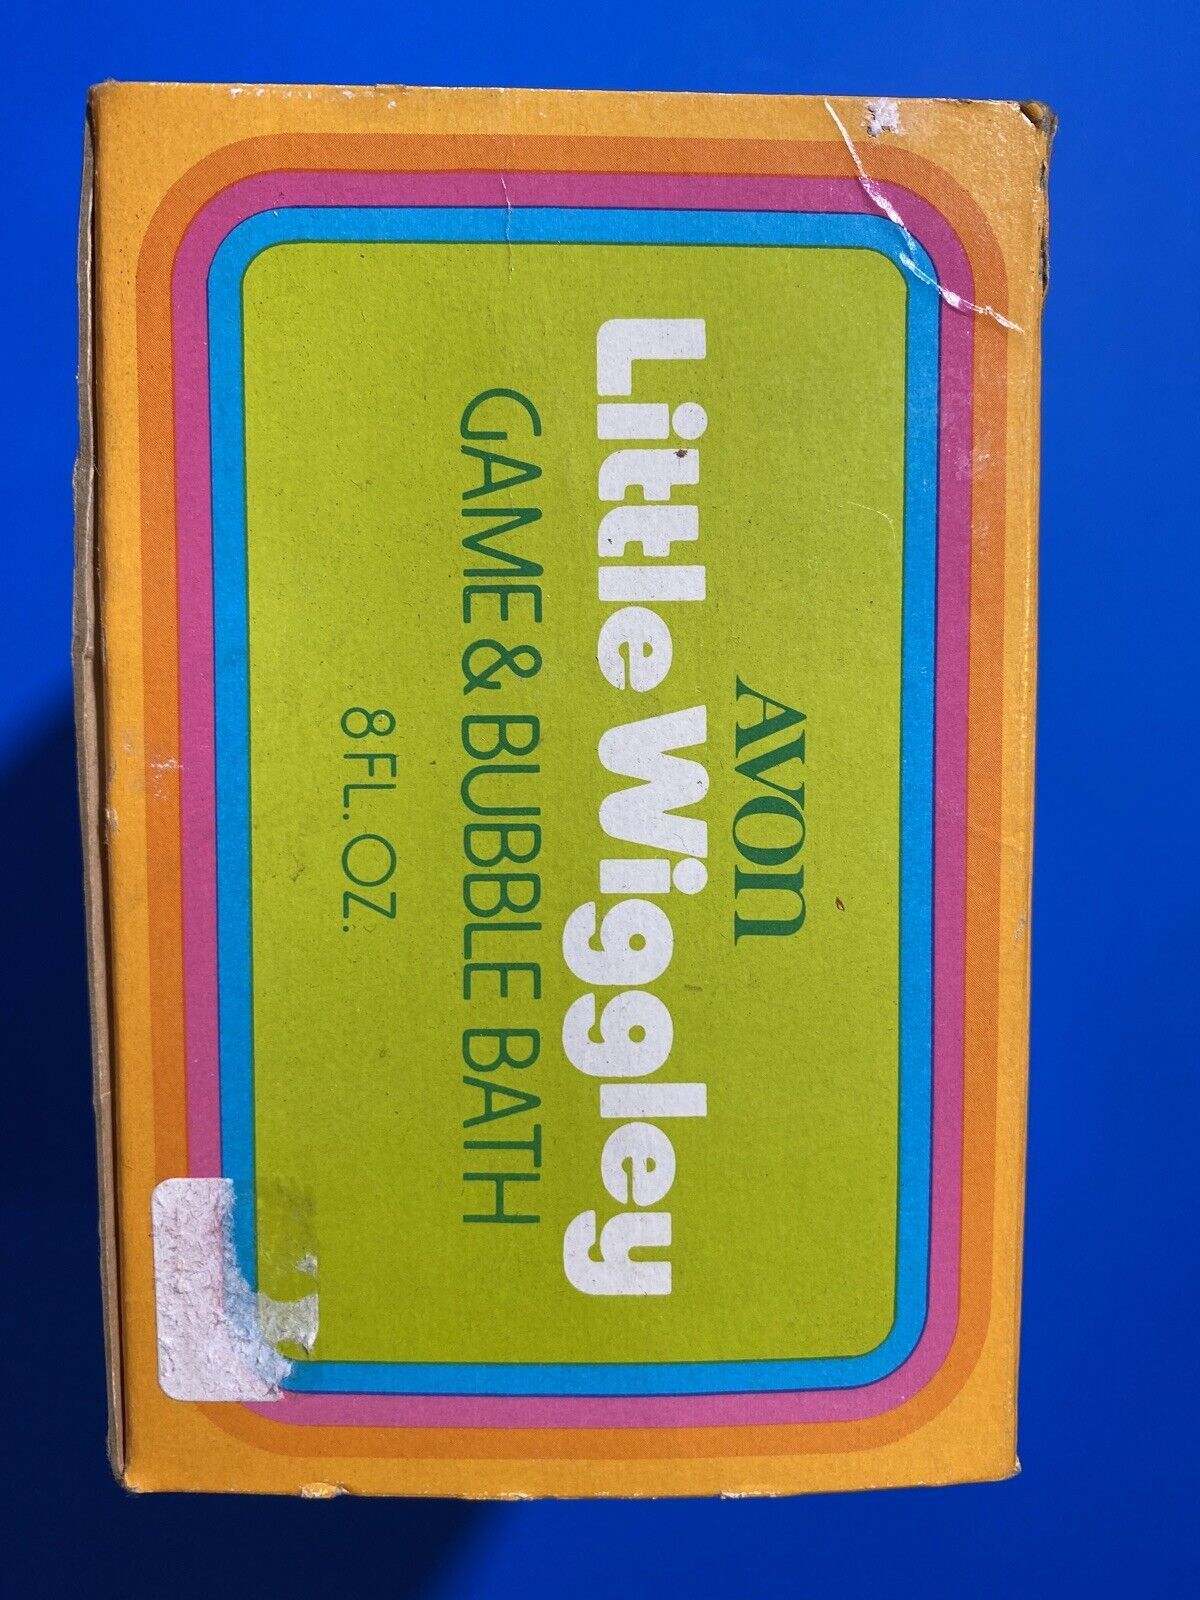 AVON
Little Wiggley
GAME & BUBBLE BATH
8 FL. OZ.